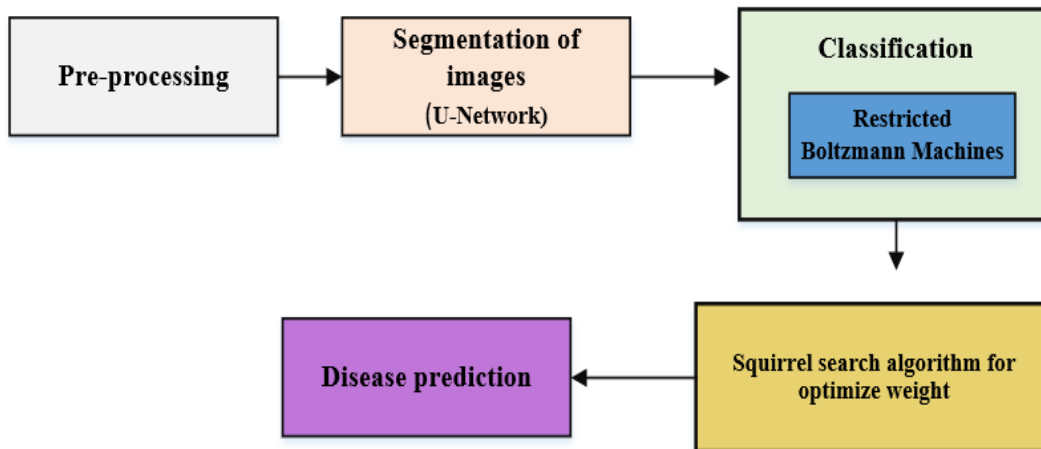 Pre-processing
Segmentation of
images
(U-Network)
Classification
Restricted
Boltzmann Machines
Disease prediction
Squirrel search algorithm for
optimize weight